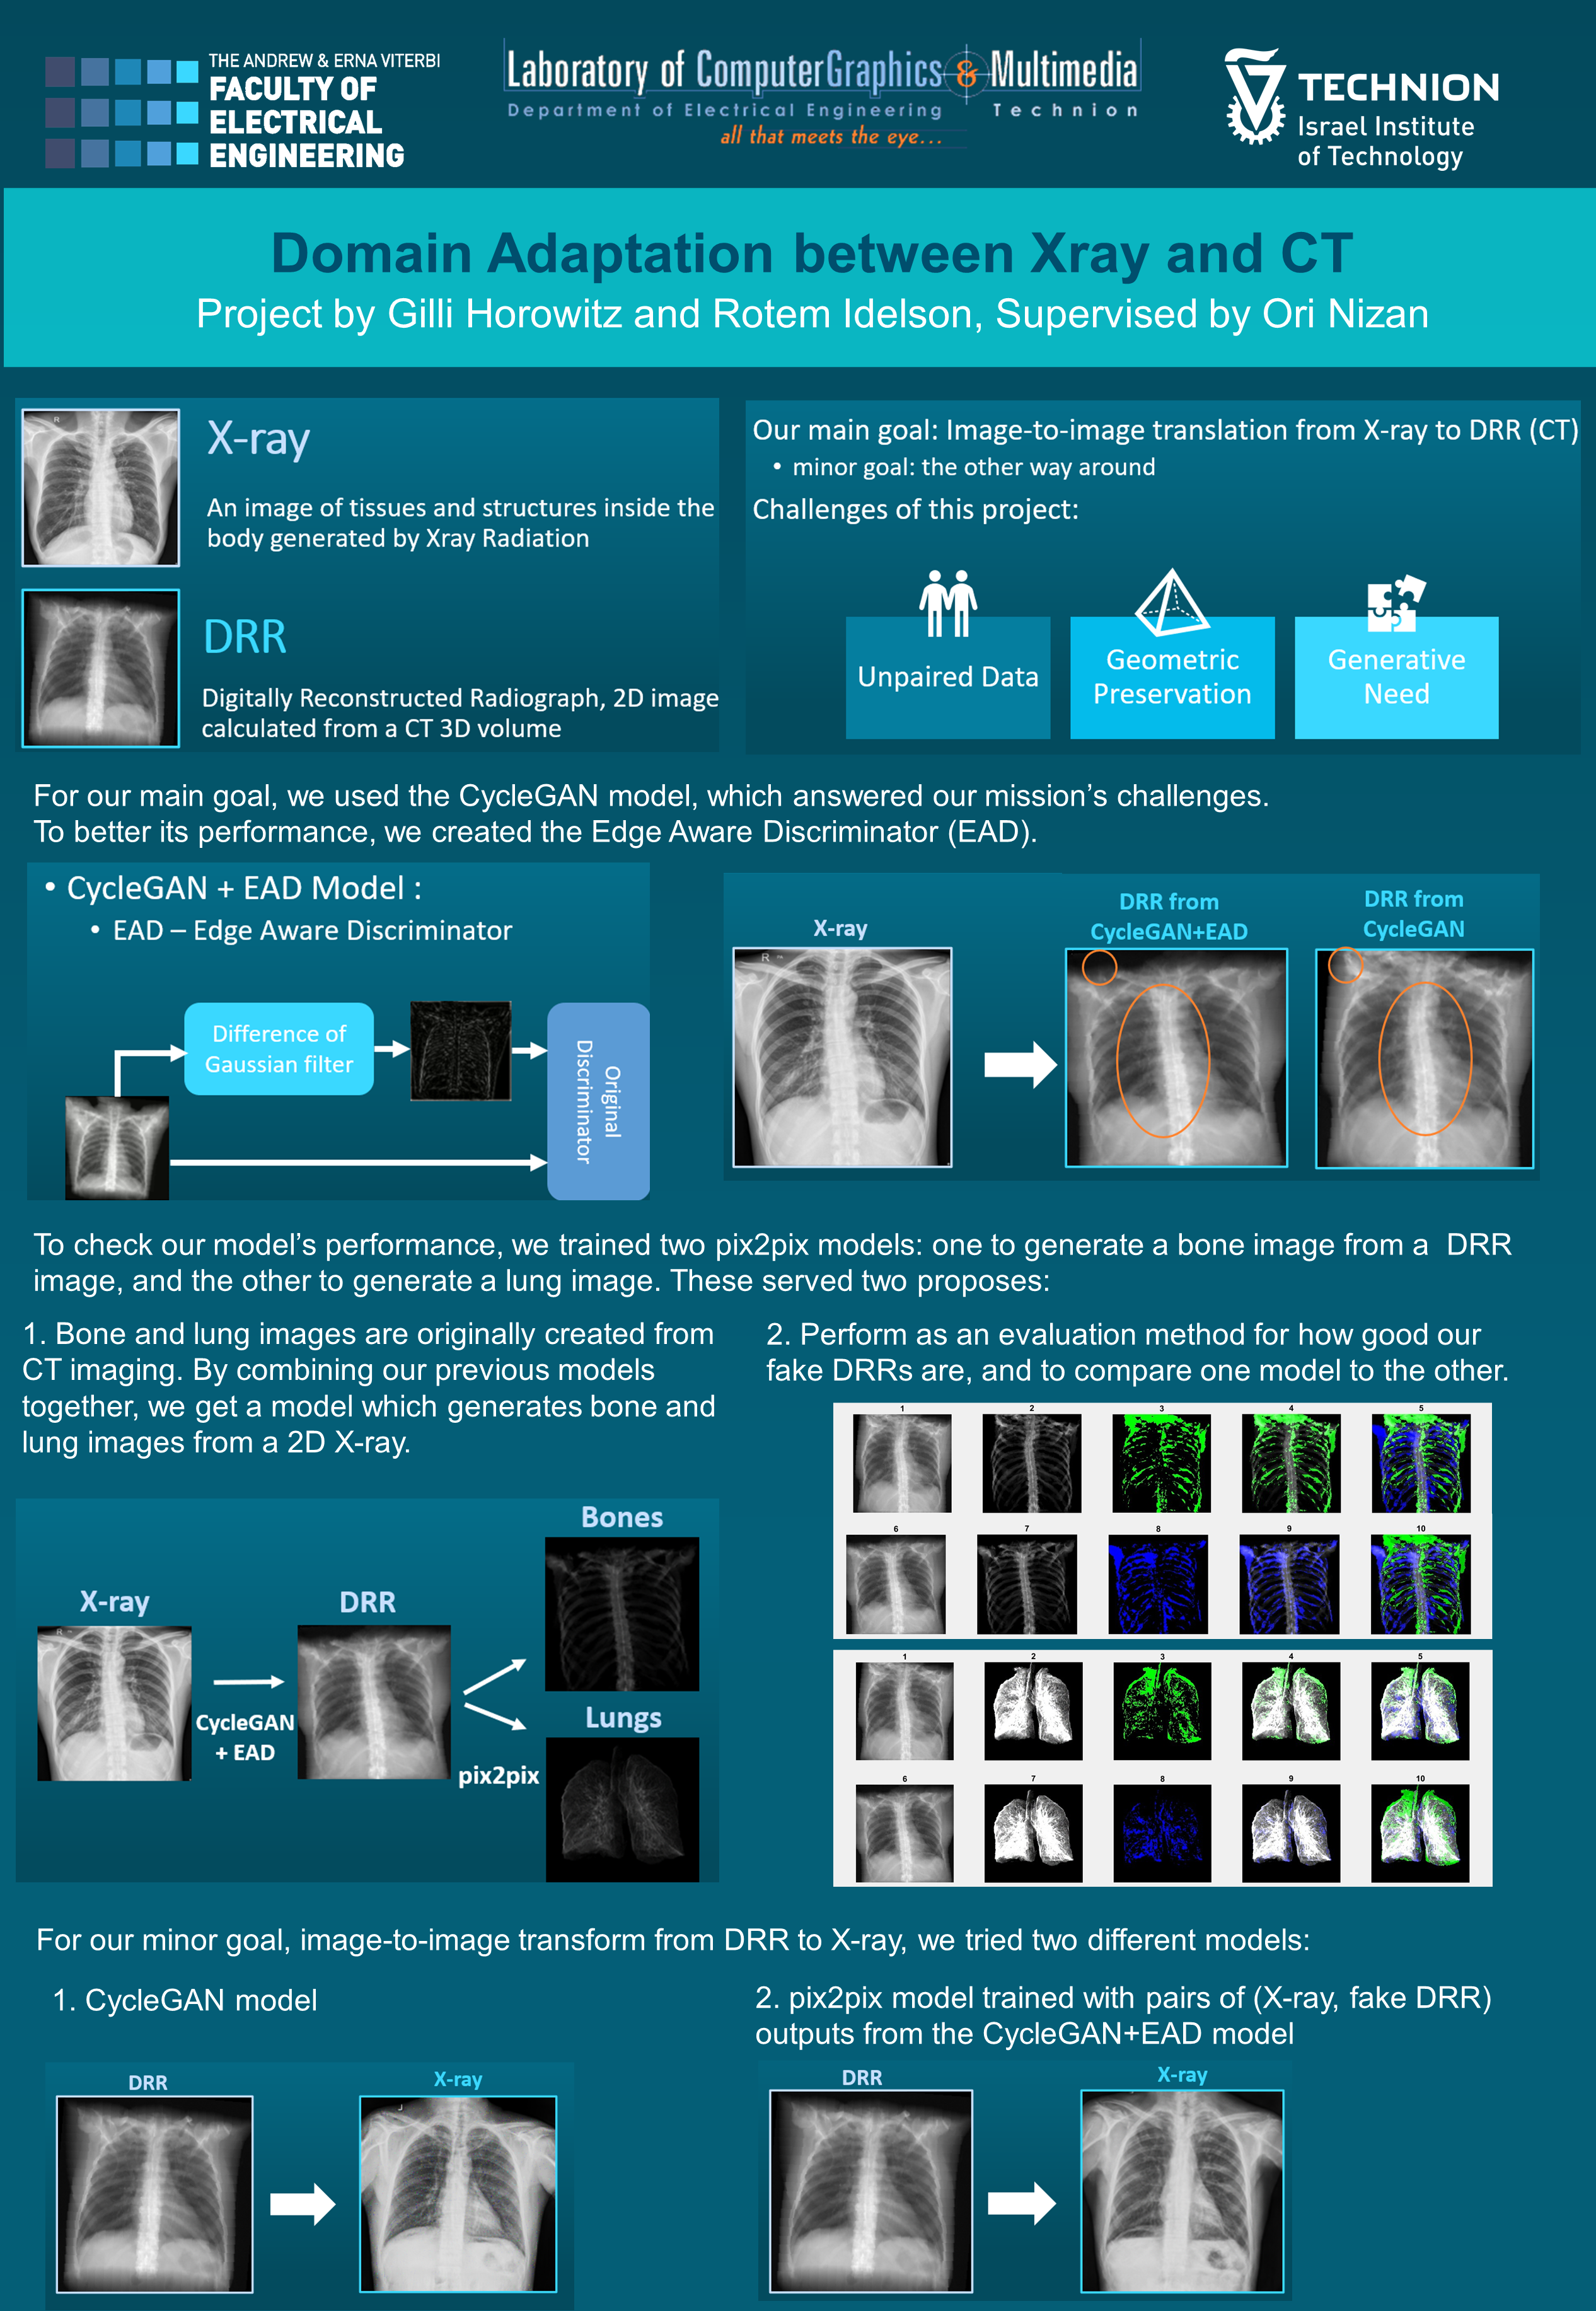 THE ANDREW & ERNA VITERBI
FACULTY OF
ELECTRICAL
ENGINEERING
Laboratory of ComputerGraphics & Multimedia
Department of Electrical Engineering Technion
all that meets the eye...
TECHNION
Israel Institute
of Technology
Domain Adaptation between Xray and CT
Project by Gilli Horowitz and Rotem Idelson, Supervised by Ori Nizan
R
X-ray
An image of tissues and structures inside the
body generated by Xray Radiation
DRR
Digitally Reconstructed Radiograph, 2D image
calculated from a CT 3D volume
Our main goal: Image-to-image translation from X-ray to DRR (CT)
• minor goal: the other way around
Challenges of this project:
Unpaired Data
Geometric
Preservation
Generative
Need
For our main goal, we used the CycleGAN model, which answered our mission's challenges.
To better its performance, we created the Edge Aware Discriminator (EAD).
• CycleGAN + EAD Model :
• EAD – Edge Aware Discriminator
Difference of
Gaussian filter
Original
Discriminator
X-ray
DRR from
CycleGAN+EAD
DRR from
CycleGAN
R
To check our model's performance, we trained two pix2pix models: one to generate a bone image from a DRR
image, and the other to generate a lung image. These served two proposes:
1. Bone and lung images are originally created from
CT imaging. By combining our previous models
together, we get a model which generates bone and
lung images from a 2D X-ray.
2. Perform as an evaluation method for how good our
fake DRRs are, and to compare one model to the other.
X-ray
R
CycleGAN
+ EAD
DRR
pix2pix
Bones
Lungs
1 2 3 4 5
6 7 8 9 10
1 2 3 4 5
6 7 8 9 10
For our minor goal, image-to-image transform from DRR to X-ray, we tried two different models:
1. CycleGAN model
DRR
X-ray
2. pix2pix model trained with pairs of (X-ray, fake DRR)
outputs from the CycleGAN+EAD model
DRR
X-ray